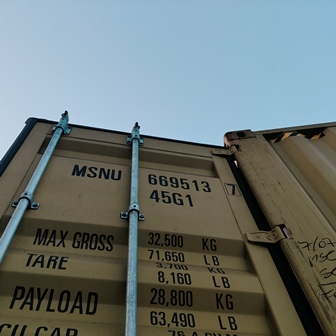 MSNU 669513 7
45G1
MAX GROSS 32,500 KG
71,650 LB
TARE 3,700 KG
8,160 LB
PAYLOAD 28,800 KG
63,490 LB